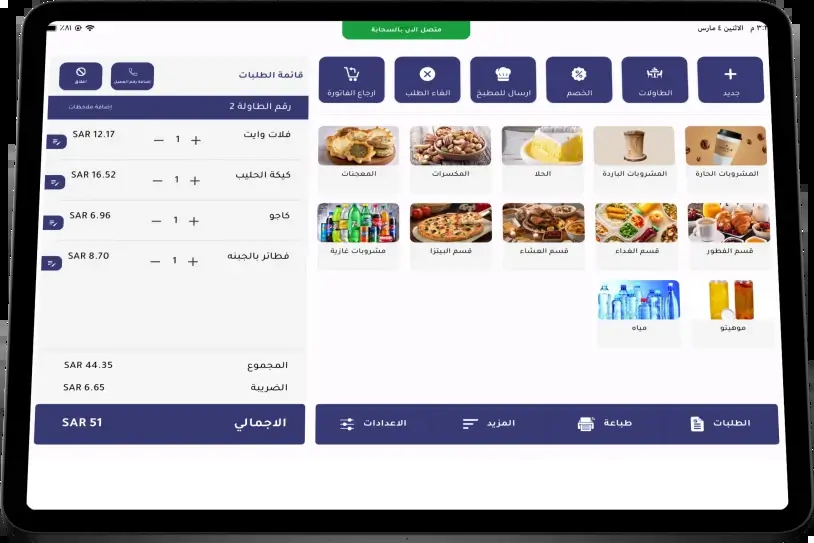 ٨١٪
الاثنين ٤ مارس
متصل الان بالسحابة
جديد
الطاولات
الخصم
ارسال للمطبخ
الغاء الطلب
ارجاع الفاتورة
قائمة الطلبات
إضافة رقم العميل
اغلاق
رقم الطاولة 2
إضافة ملاحظات
فلات وايت
1
SAR 12.17
كيكة الحليب
1
SAR 16.52
كاجو
1
SAR 6.96
فطائر بالجبنه
1
SAR 8.70
المشروبات الحارة
المشروبات الباردة
الحلا
المكسرات
المعجنات
قسم الفطور
قسم الغداء
قسم العشاء
قسم البيتزا
مشروبات غازية
موهيتو
مياه
المجموع
SAR 44.35
الضريبة
SAR 6.65
الاجمالي
SAR 51
الطلبات
طباعة
المزيد
الاعدادات